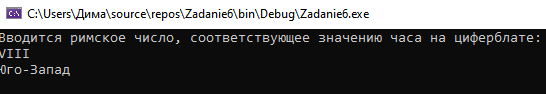 C:\Users\Дима\source\repos\Zadanie6\bin\Debug\Zadanie6.exe
Вводится римское число, соответствующее значению часа на циферблате:
VIII
Юго-Запад